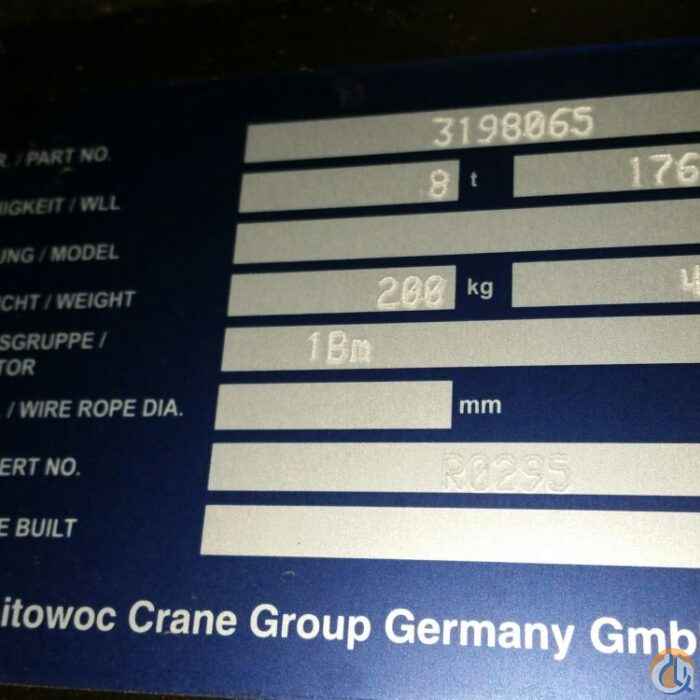 R. / PART NO. 3198065
IGKEIT / WLL 8 t 176
UNG / MODEL
CHT / WEIGHT 200 kg 4
SGRUPPE /
TOR 1Bm
. / WIRE ROPE DIA. mm
ERT NO. R0295
E BUILT
itowoc Crane Group Germany Gmb